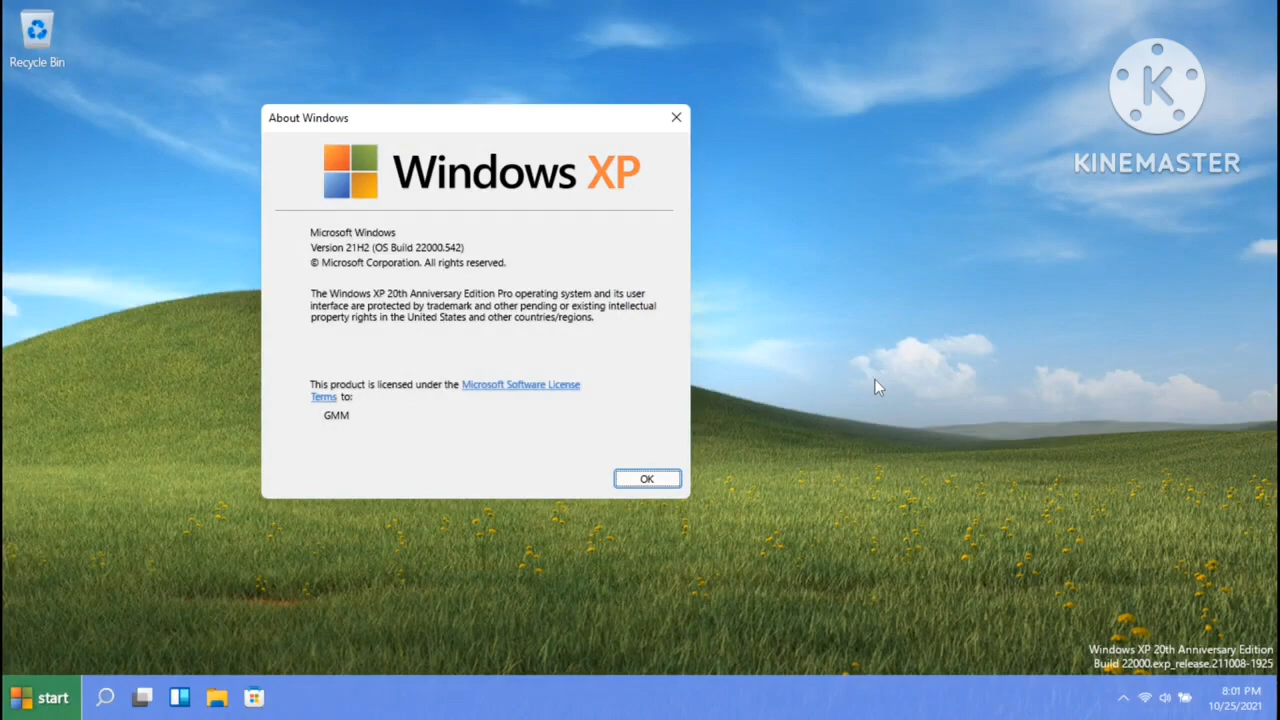 Recycle Bin
K
KINEMASTER
About Windows
Windows XP
Microsoft Windows
Version 21H2 (OS Build 22000.542)
© Microsoft Corporation. All rights reserved.
The Windows XP 20th Anniversary Edition Pro operating system and its user
interface are protected by trademark and other pending or existing intellectual
property rights in the United States and other countries/regions.
This product is licensed under the Microsoft Software License
Terms to:
GMM
OK
Windows XP 20th Anniversary Edition
Build 22000.exp_release.211008-1925
start
8:01 PM
10/25/2021